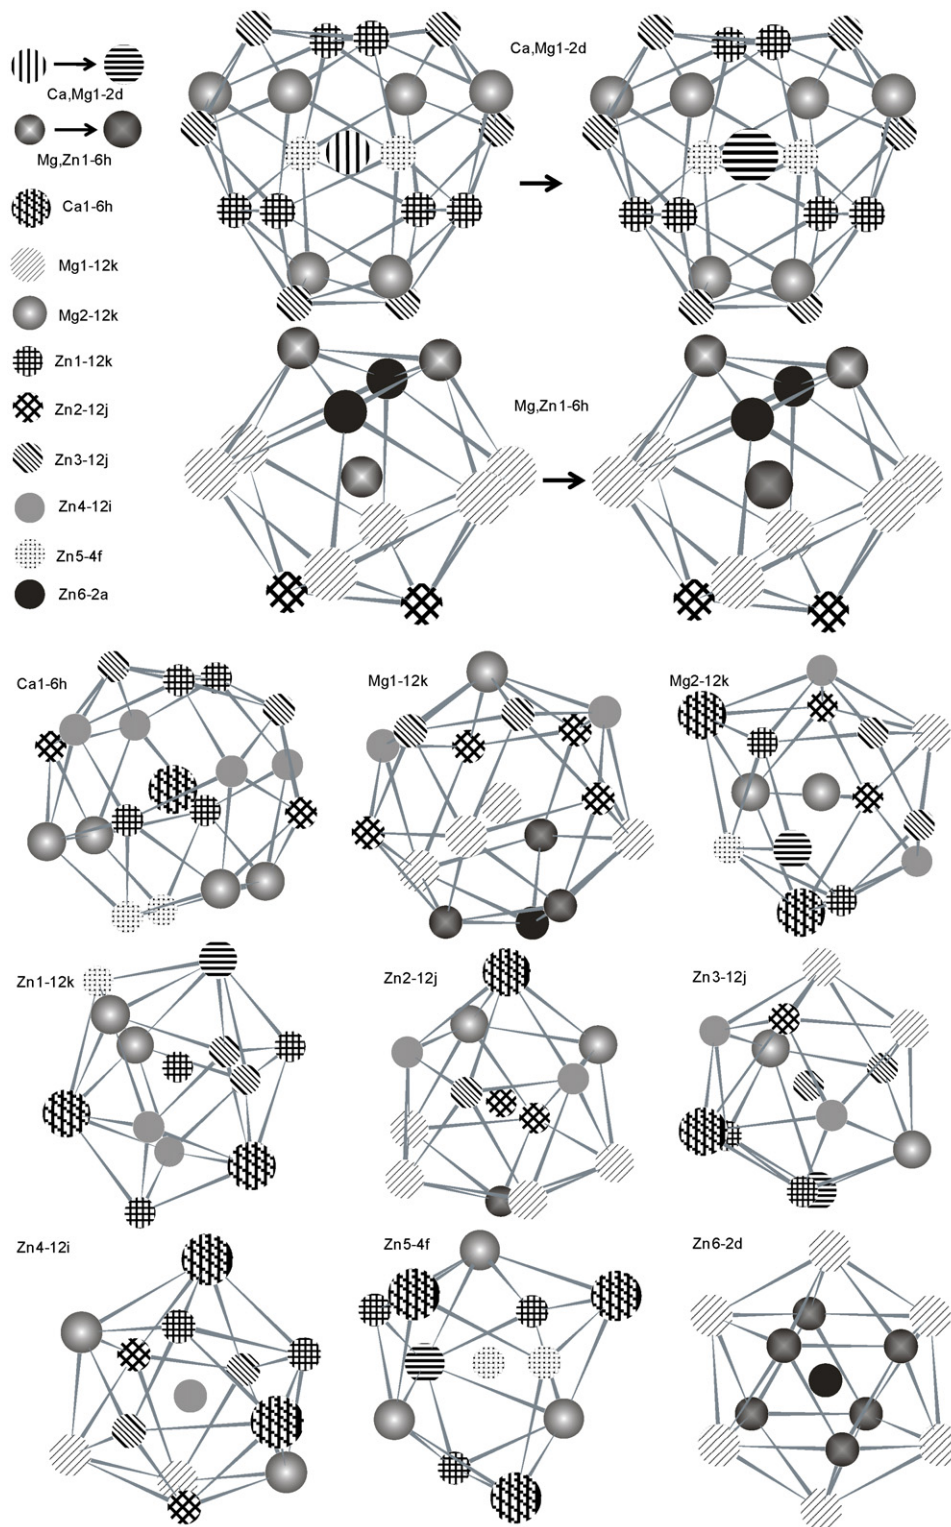 Ca,Mg1-2d
Mg,Zn1-6h
Ca1-6h
Mg1-12k
Mg2-12k
Zn1-12k
Zn2-12j
Zn3-12j
Zn4-12i
Zn5-4f
Zn6-2a
Ca,Mg1-2d
Mg,Zn1-6h
Ca1-6h
Mg1-12k
Mg2-12k
Zn1-12k
Zn2-12j
Zn3-12j
Zn4-12i
Zn5-4f
Zn6-2d